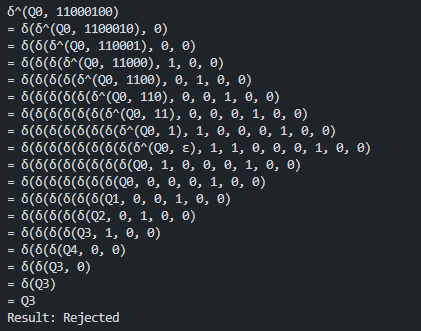 δ^(Q0, 11000100)
= δ(δ^(Q0, 1100010), 0)
= δ(δ(δ^(Q0, 110001), 0, 0)
= δ(δ(δ(δ^(Q0, 11000), 1, 0, 0)
= δ(δ(δ(δ(δ^(Q0, 1100), 0, 1, 0, 0)
= δ(δ(δ(δ(δ(δ^(Q0, 110), 0, 0, 1, 0, 0)
= δ(δ(δ(δ(δ(δ(δ^(Q0, 11), 0, 0, 0, 1, 0, 0)
= δ(δ(δ(δ(δ(δ(δ(δ^(Q0, 1), 1, 0, 0, 0, 1, 0, 0)
= δ(δ(δ(δ(δ(δ(δ(δ(δ^(Q0, ε), 1, 1, 0, 0, 0, 1, 0, 0)
= δ(δ(δ(δ(δ(δ(δ(δ(Q0, 1, 0, 0, 0, 1, 0, 0)
= δ(δ(δ(δ(δ(δ(δ(Q0, 0, 0, 0, 1, 0, 0)
= δ(δ(δ(δ(δ(δ(Q1, 0, 0, 1, 0, 0)
= δ(δ(δ(δ(δ(Q2, 0, 1, 0, 0)
= δ(δ(δ(δ(Q3, 1, 0, 0)
= δ(δ(δ(Q4, 0, 0)
= δ(δ(Q3, 0)
= δ(Q3)
= Q3
Result: Rejected